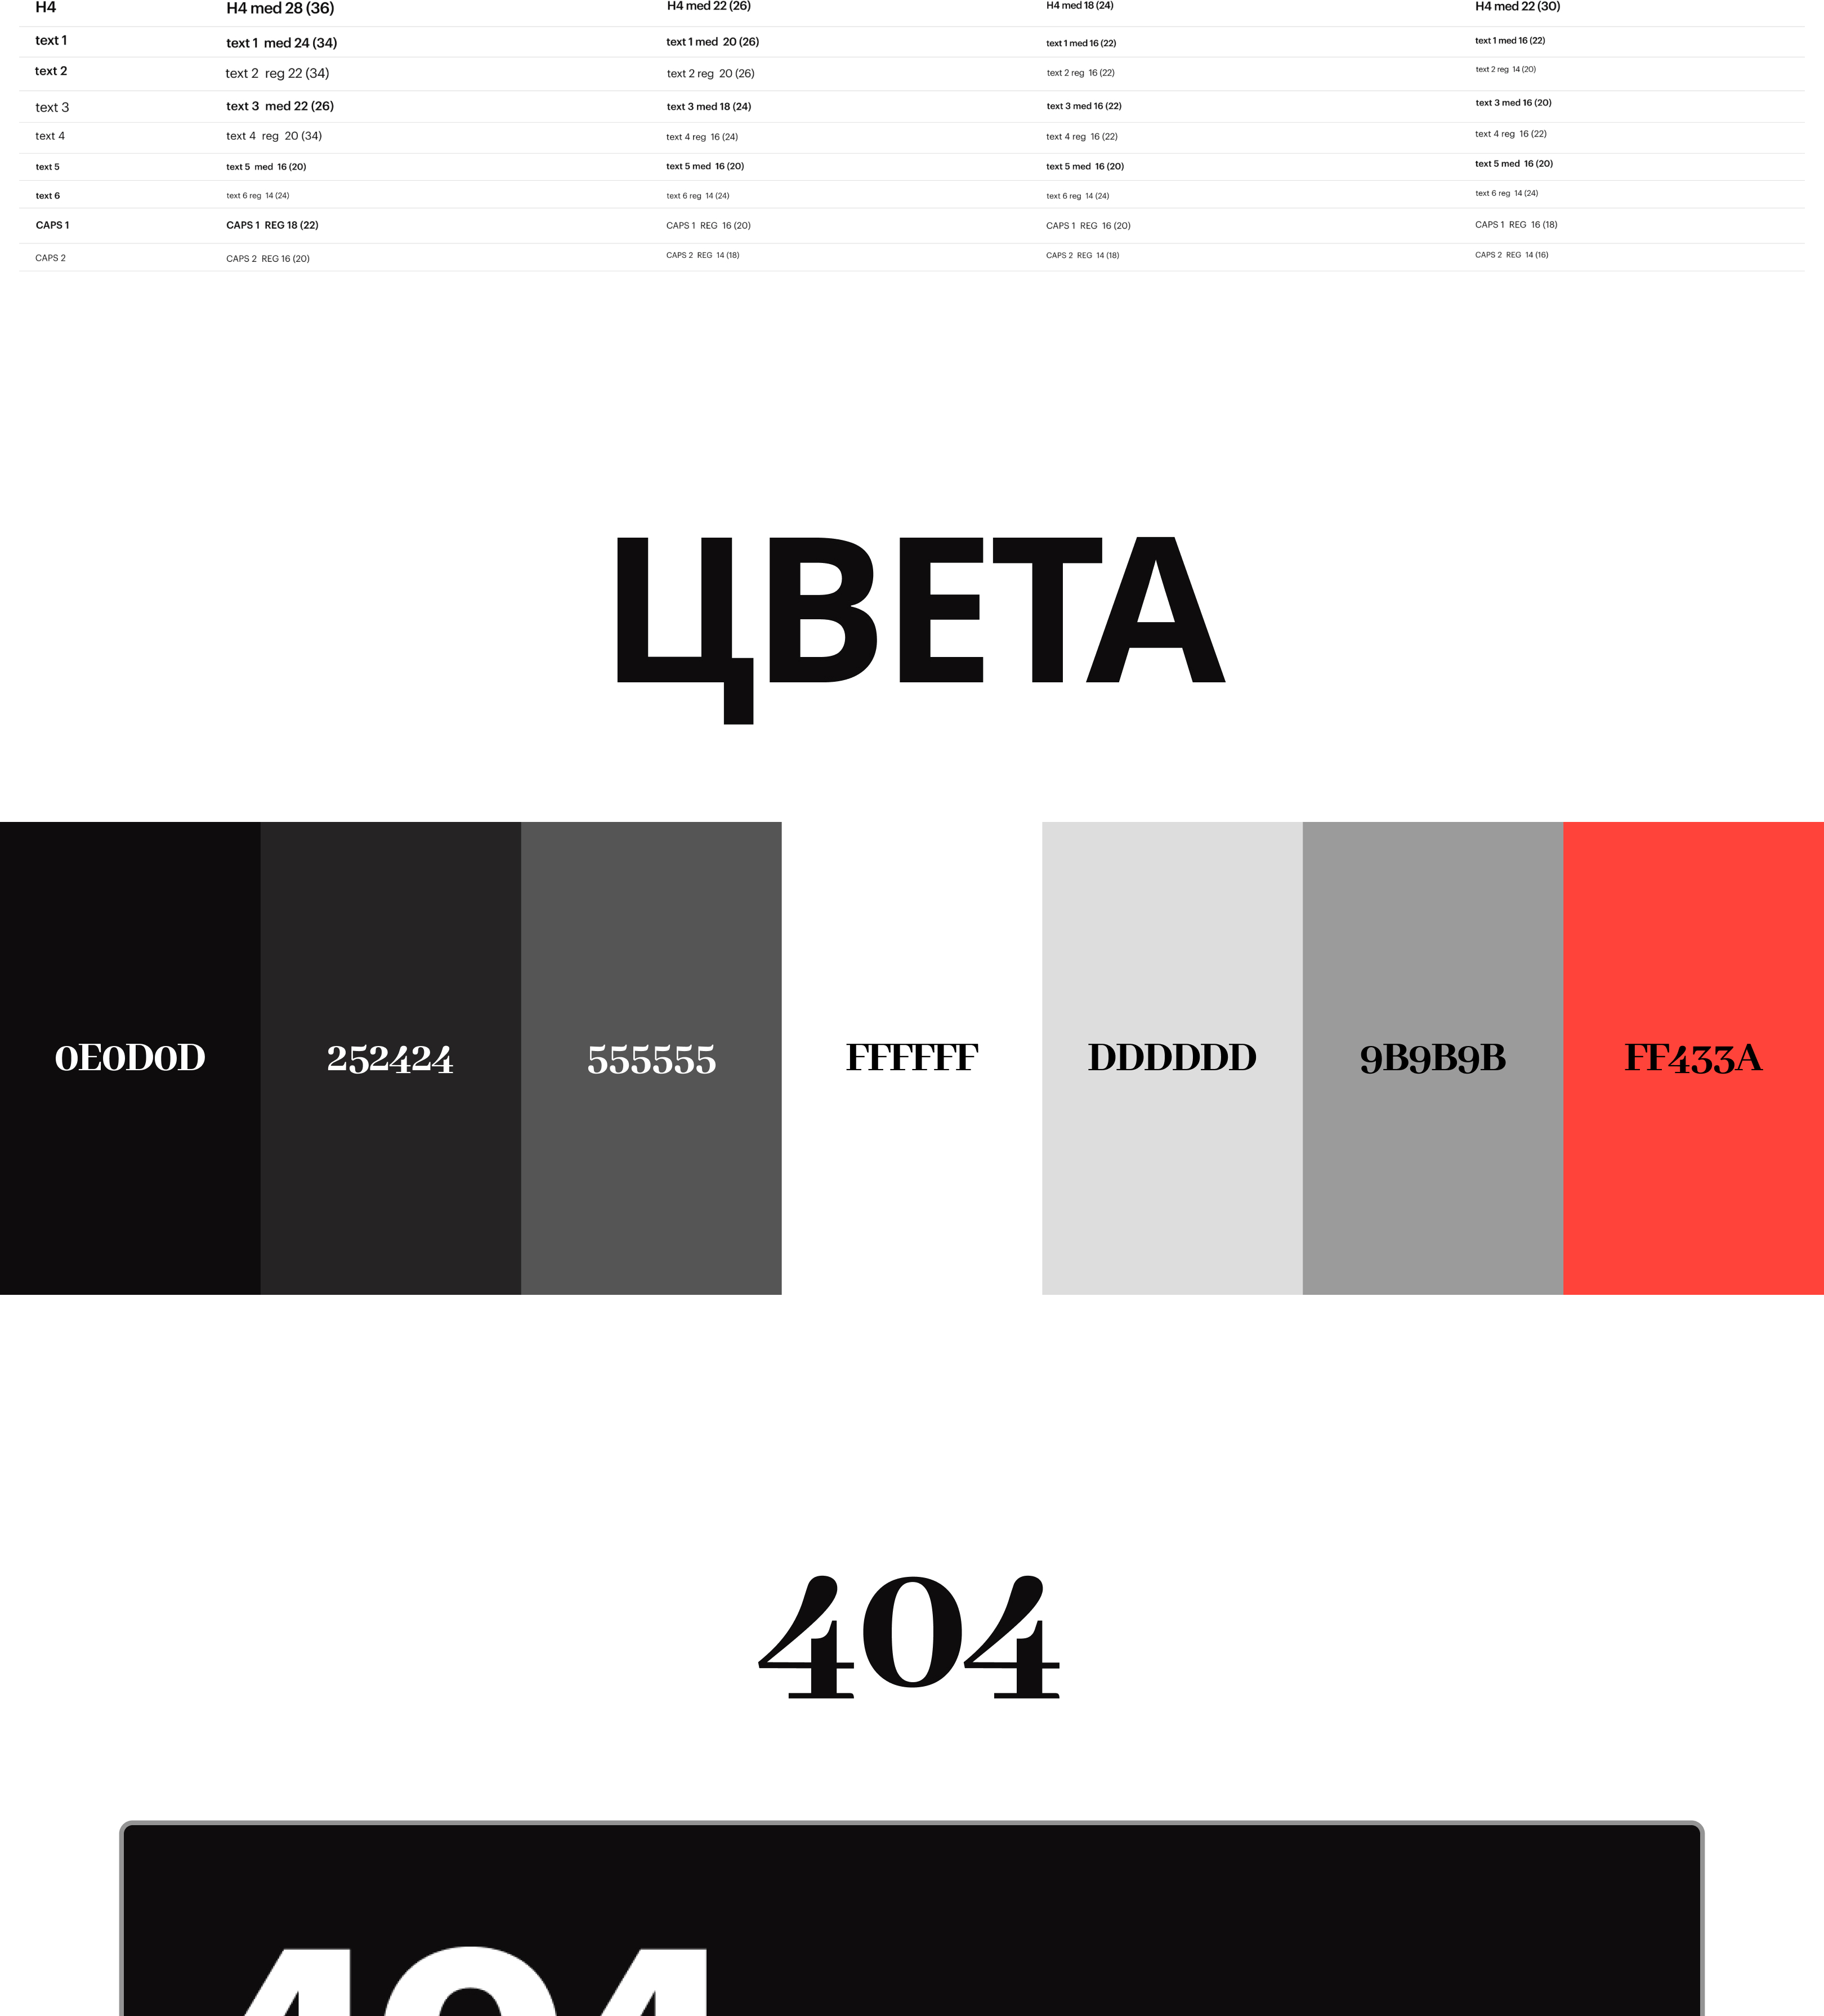 H4 H4 med 28 (36) H4 med 22 (26) H4 med 18 (24) H4 med 22 (30)
text 1 text 1 med 24 (34) text 1 med 20 (26) text 1 med 16 (22) text 1 med 16 (22)
text 2 text 2 reg 22 (34) text 2 reg 20 (26) text 2 reg 16 (22) text 2 reg 14 (20)
text 3 text 3 med 22 (26) text 3 med 18 (24) text 3 med 16 (22) text 3 med 16 (20)
text 4 text 4 reg 20 (34) text 4 reg 16 (24) text 4 reg 16 (22) text 4 reg 16 (22)
text 5 text 5 med 16 (20) text 5 med 16 (20) text 5 med 16 (20) text 5 med 16 (20)
text 6 text 6 reg 14 (24) text 6 reg 14 (24) text 6 reg 14 (24) text 6 reg 14 (24)
CAPS 1 CAPS 1 REG 18 (22) CAPS 1 REG 16 (20) CAPS 1 REG 16 (20) CAPS 1 REG 16 (18)
CAPS 2 CAPS 2 REG 16 (20) CAPS 2 REG 14 (18) CAPS 2 REG 14 (18) CAPS 2 REG 14 (16)
ЦВЕТА
0E0D0D 252424 555555 FFFFFF DDDDDD 9B9B9B FF433A
404
404